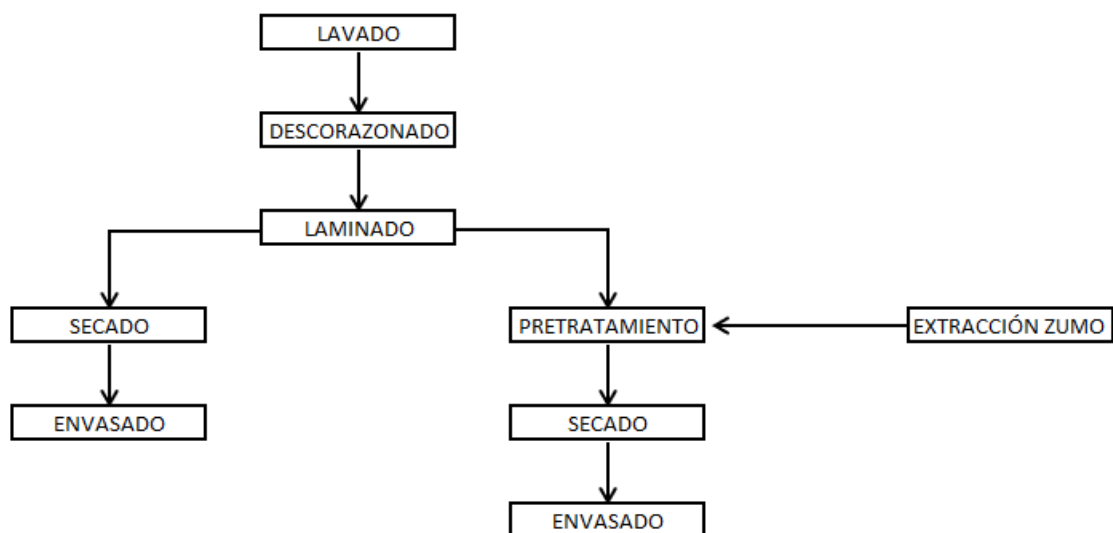 LAVADO
DESCORAZONADO
LAMINADO
SECADO
PRETRATAMIENTO
EXTRACCIÓN ZUMO
ENVASADO
SECADO
ENVASADO